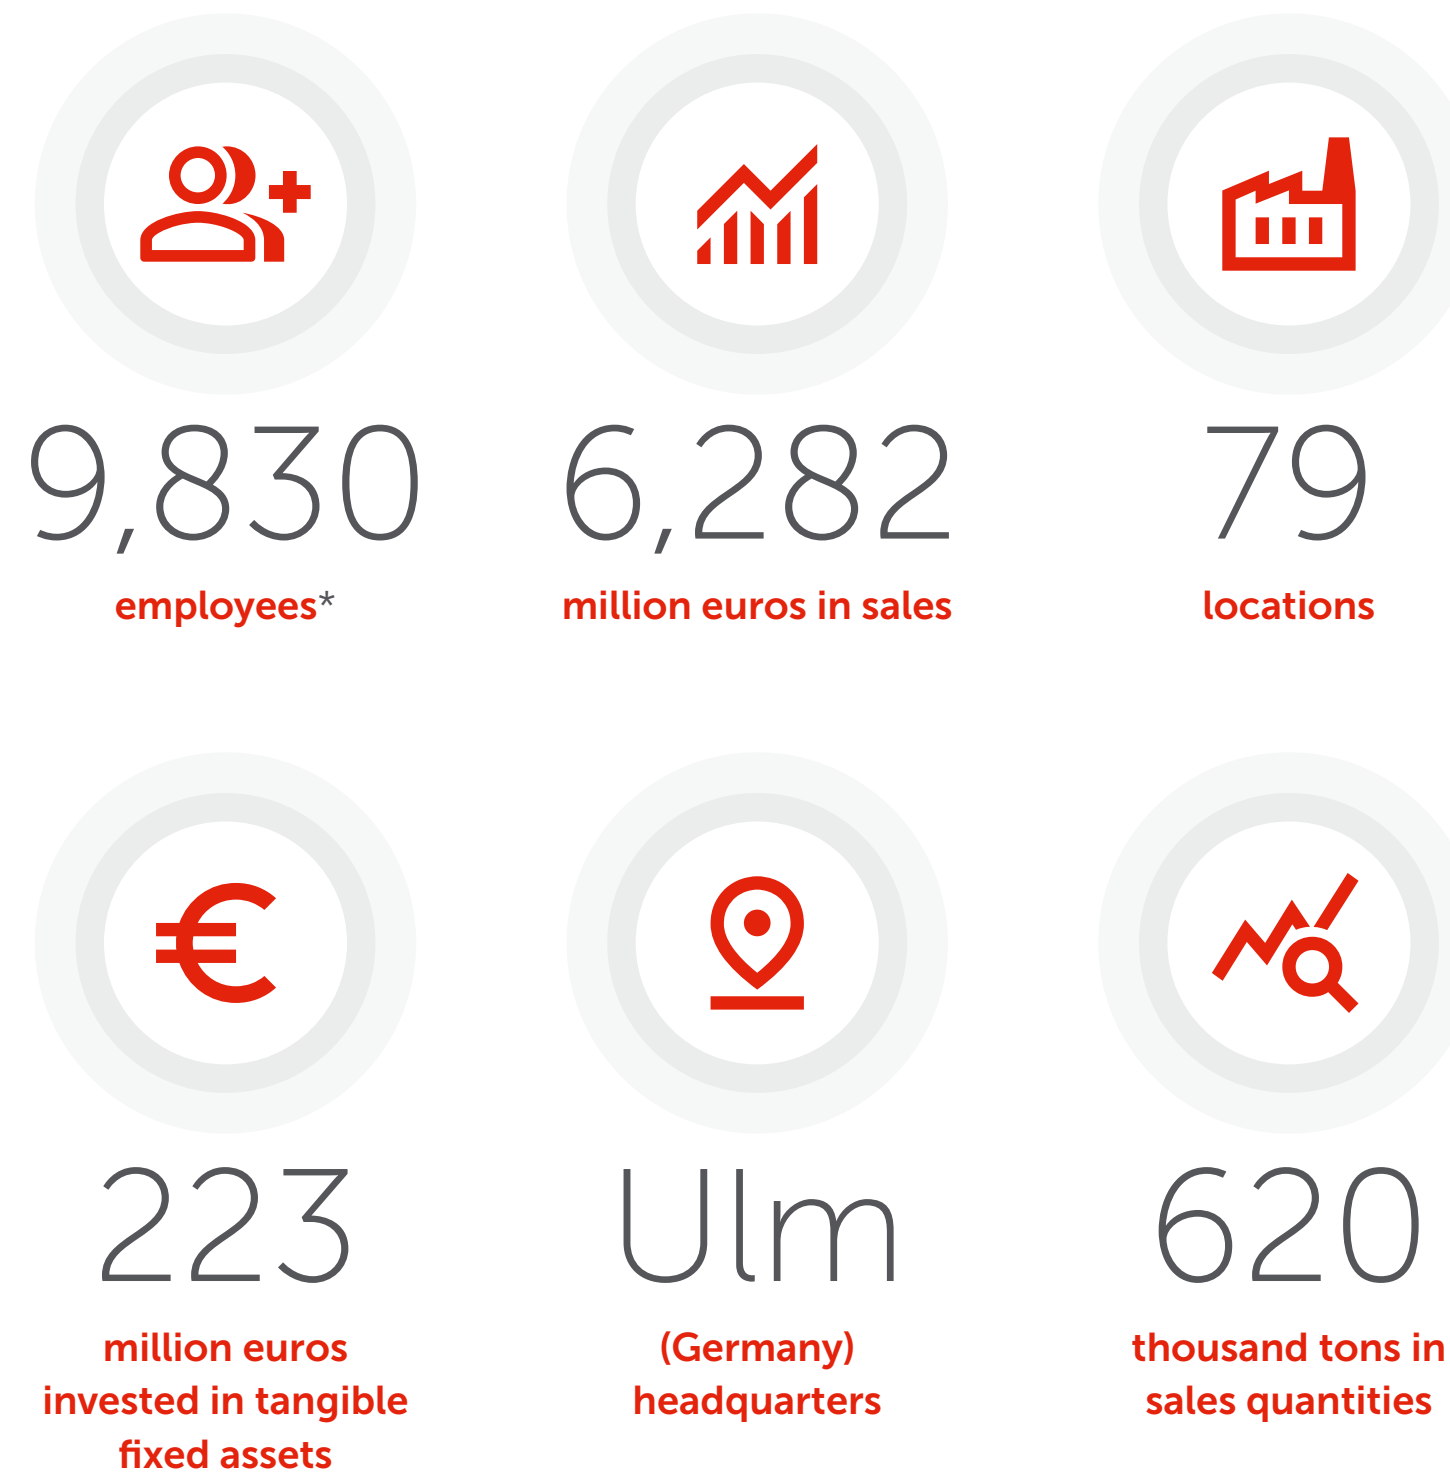 9,830
employees*
6,282
million euros in sales
79
locations
223
million euros
invested in tangible
fixed assets
Ulm
(Germany)
headquarters
620
thousand tons in
sales quantities